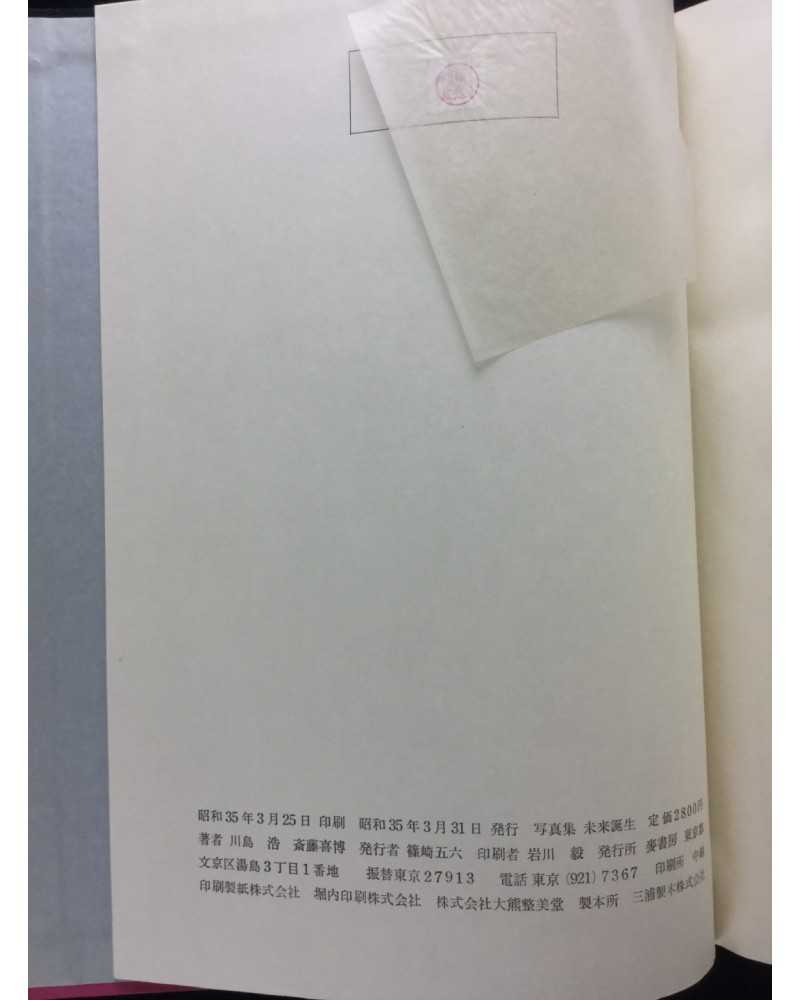 昭和35年3月25日 印刷 昭和35年3月31日 発行 写真集 未来誕生 定価2800円
著者 川島 浩 斎藤喜博 発行者 篠崎五六 印刷者 岩川 毅 発行所 麥書房 東京都
文京区湯島3丁目1番地 振替東京27913 電話 東京(921)7367 印刷所 中越
印刷製紙株式会社 堀内印刷株式会社 株式会社大熊整美堂 製本所 三浦製本株式会社